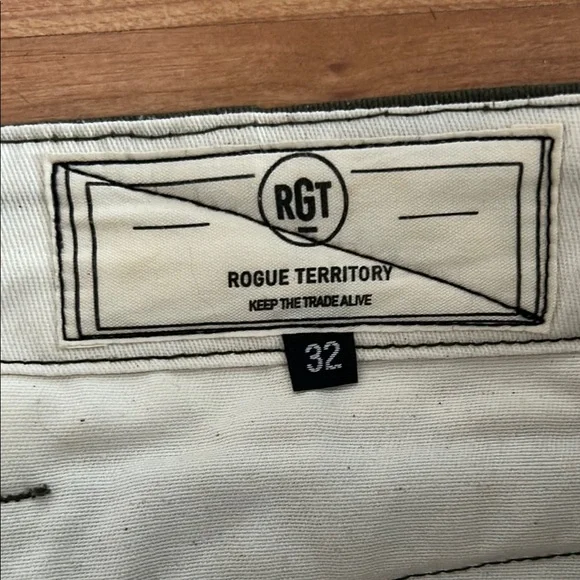 RGT
ROGUE TERRITORY
KEEP THE TRADE ALIVE
32